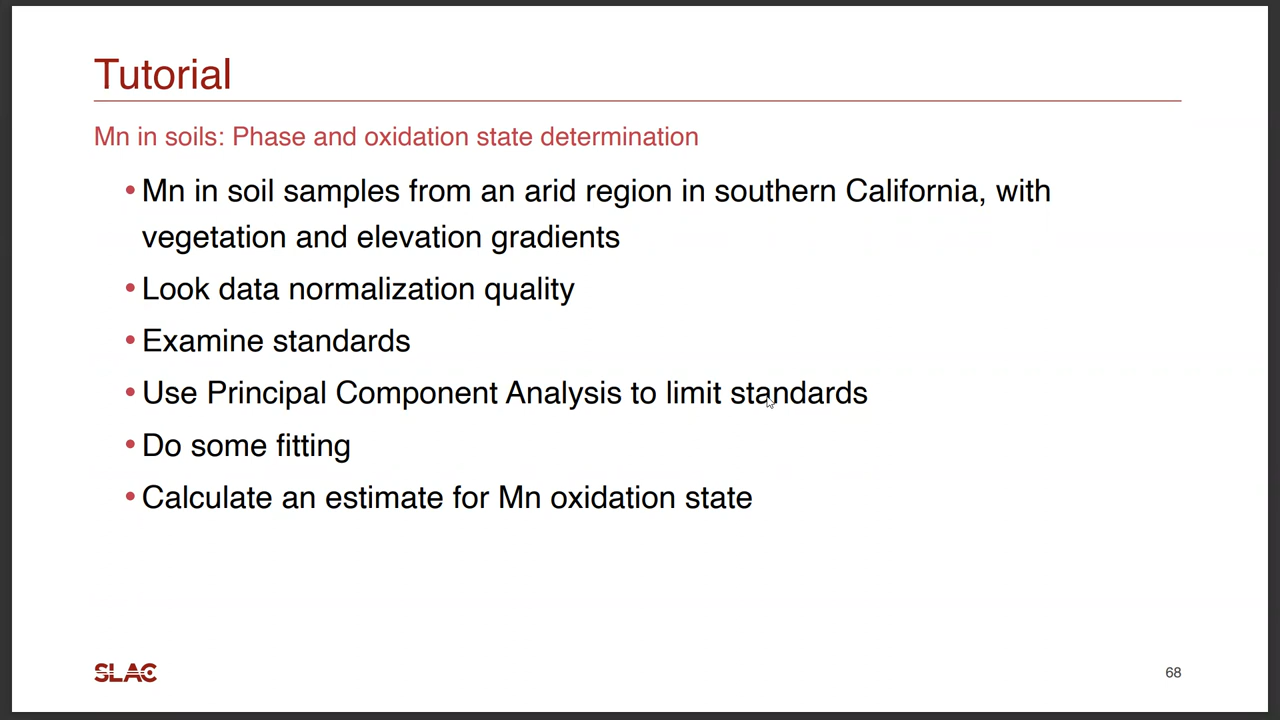 Tutorial
Mn in soils: Phase and oxidation state determination
• Mn in soil samples from an arid region in southern California, with
vegetation and elevation gradients
• Look data normalization quality
• Examine standards
• Use Principal Component Analysis to limit standards
• Do some fitting
• Calculate an estimate for Mn oxidation state
SLAC
68